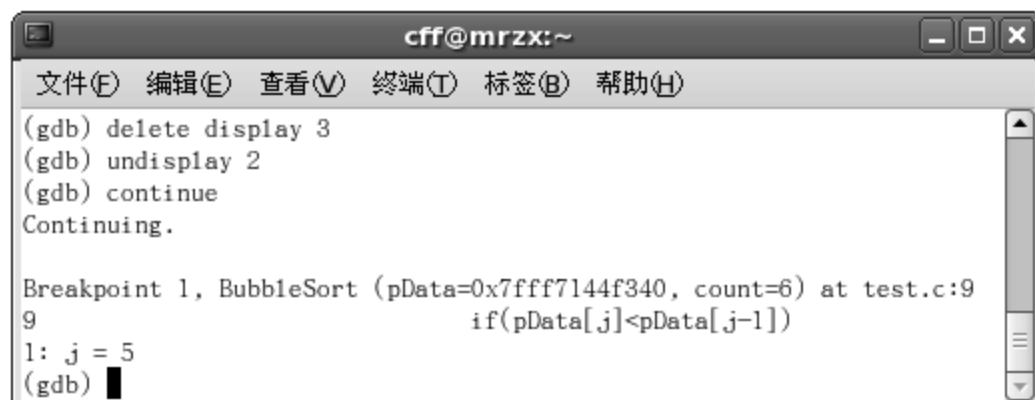 cff@mrzx:~
文件(F) 编辑(E) 查看(V) 终端(T) 标签(B) 帮助(H)
(gdb) delete display 3
(gdb) undisplay 2
(gdb) continue
Continuing.
Breakpoint 1, BubbleSort (pData=0x7fff7144f340, count=6) at test.c:9
9 if(pData[j]<pData[j-1])
1: j = 5
(gdb)